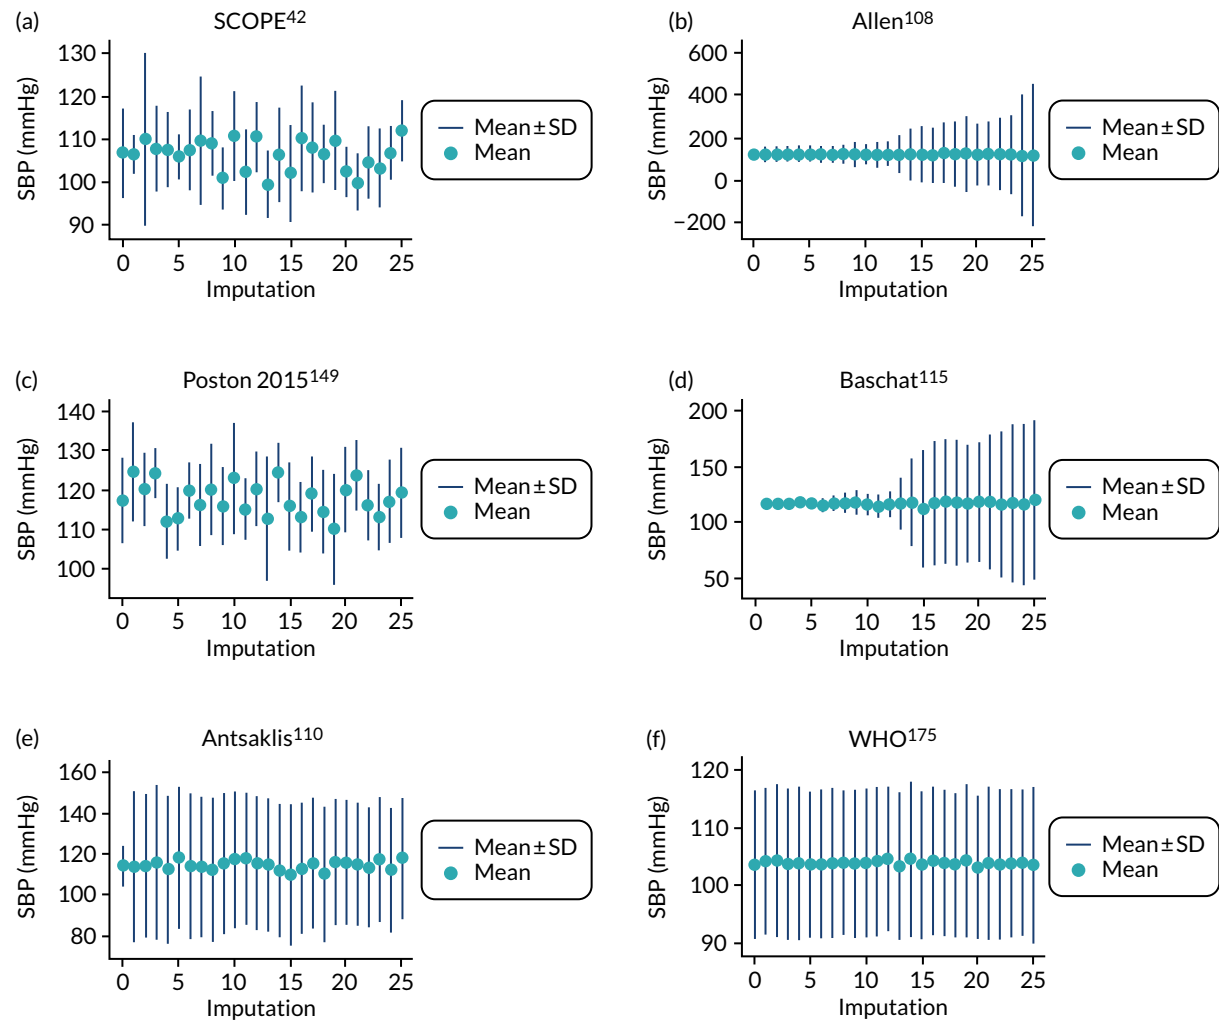 (a)
SCOPE42
SBP (mmHg)
130
120
110
100
90
0 5 10 15 20 25
Imputation
Mean±SD
Mean
(b)
Allen108
SBP (mmHg)
600
400
200
0
−200
0 5 10 15 20 25
Imputation
Mean±SD
Mean
(c)
Poston 2015149
SBP (mmHg)
140
130
120
110
100
0 5 10 15 20 25
Imputation
Mean±SD
Mean
(d)
Baschat115
SBP (mmHg)
200
150
100
50
0 5 10 15 20 25
Imputation
Mean±SD
Mean
(e)
Antsaklis110
SBP (mmHg)
160
140
120
100
80
0 5 10 15 20 25
Imputation
Mean±SD
Mean
(f)
WHO175
SBP (mmHg)
120
110
100
90
0 5 10 15 20 25
Imputation
Mean±SD
Mean